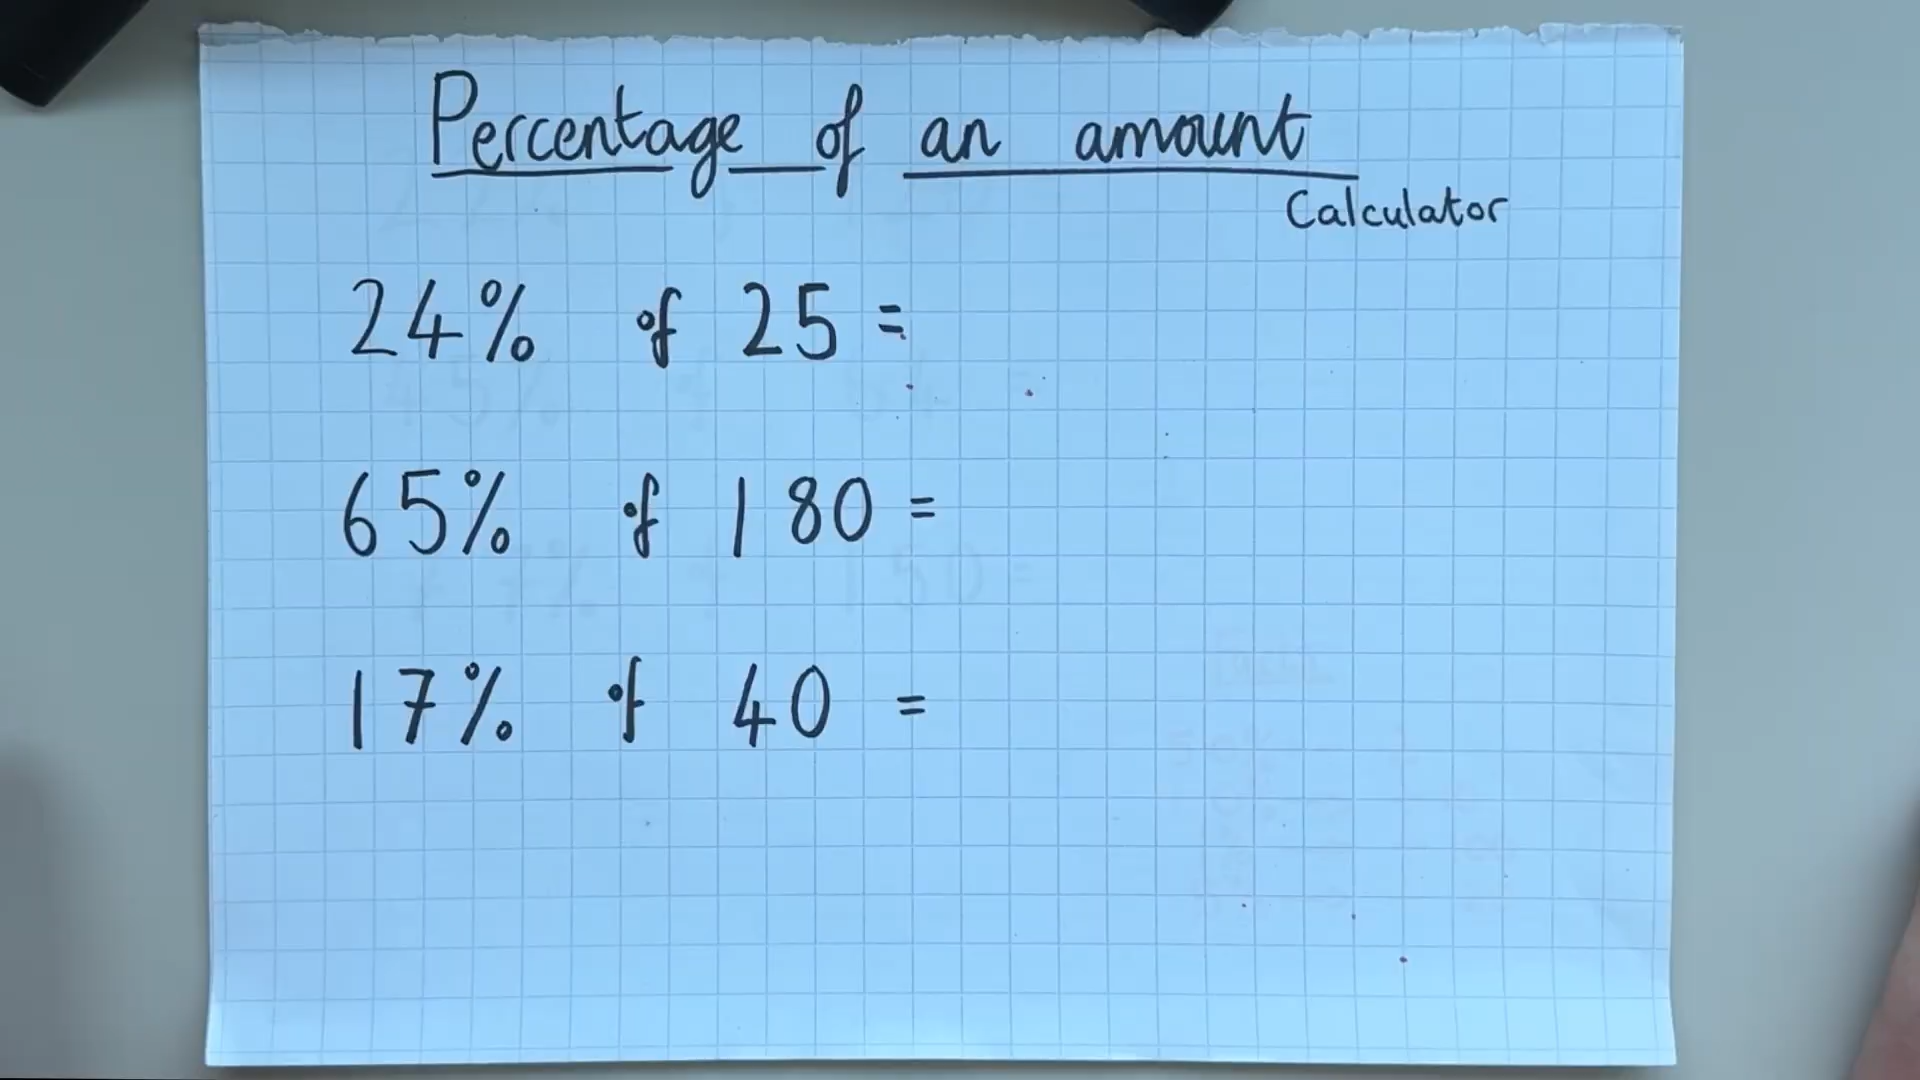 Percentage of an amount
Calculator
24% of 25 =
65% of 180 =
17% of 40 =